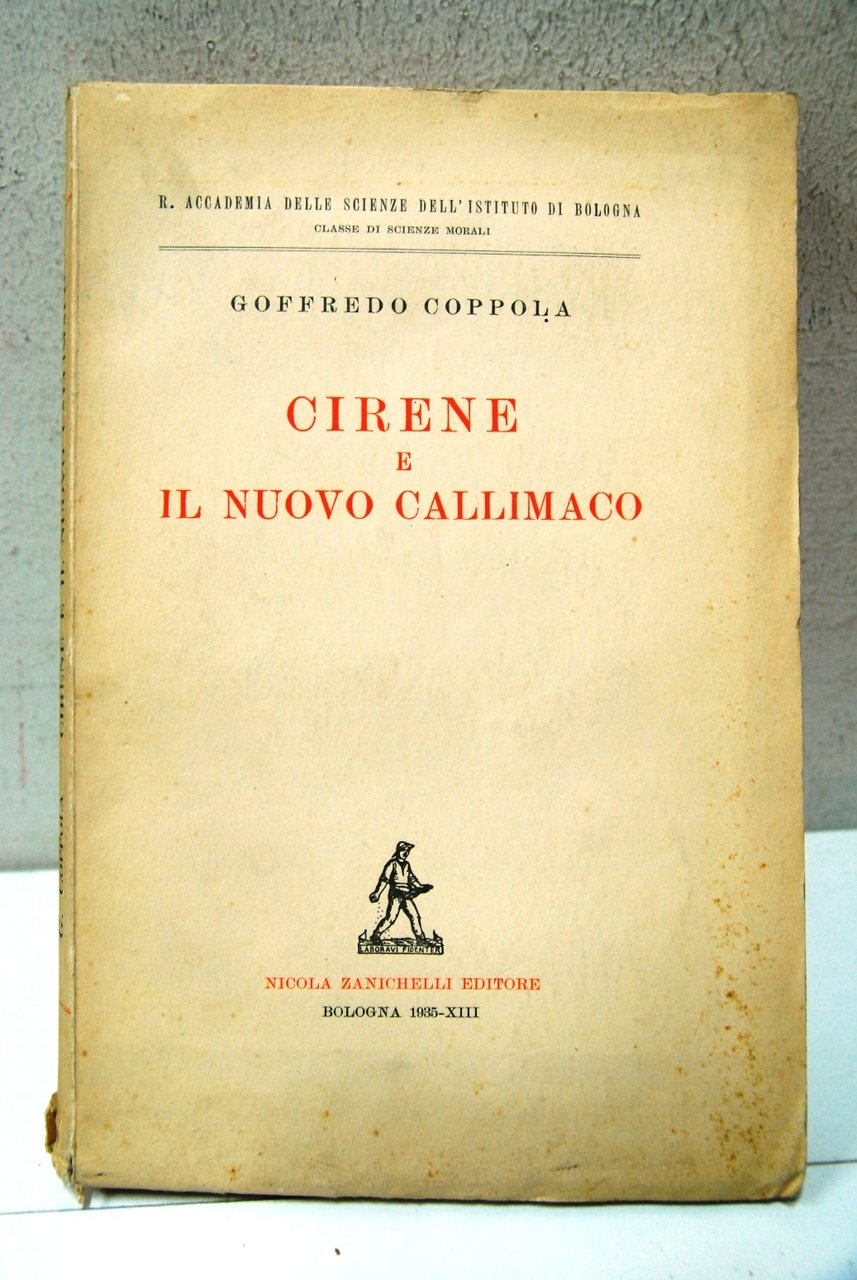 R. ACCADEMIA DELLE SCIENZE DELL'ISTITUTO DI BOLOGNA
CLASSE DI SCIENZE MORALI
GOFFREDO COPPOLA
CIRENE
E
IL NUOVO CALLIMACO
LABORAVI FIDENTER
NICOLA ZANICHELLI EDITORE
BOLOGNA 1935-XIII
G. COPPOLA